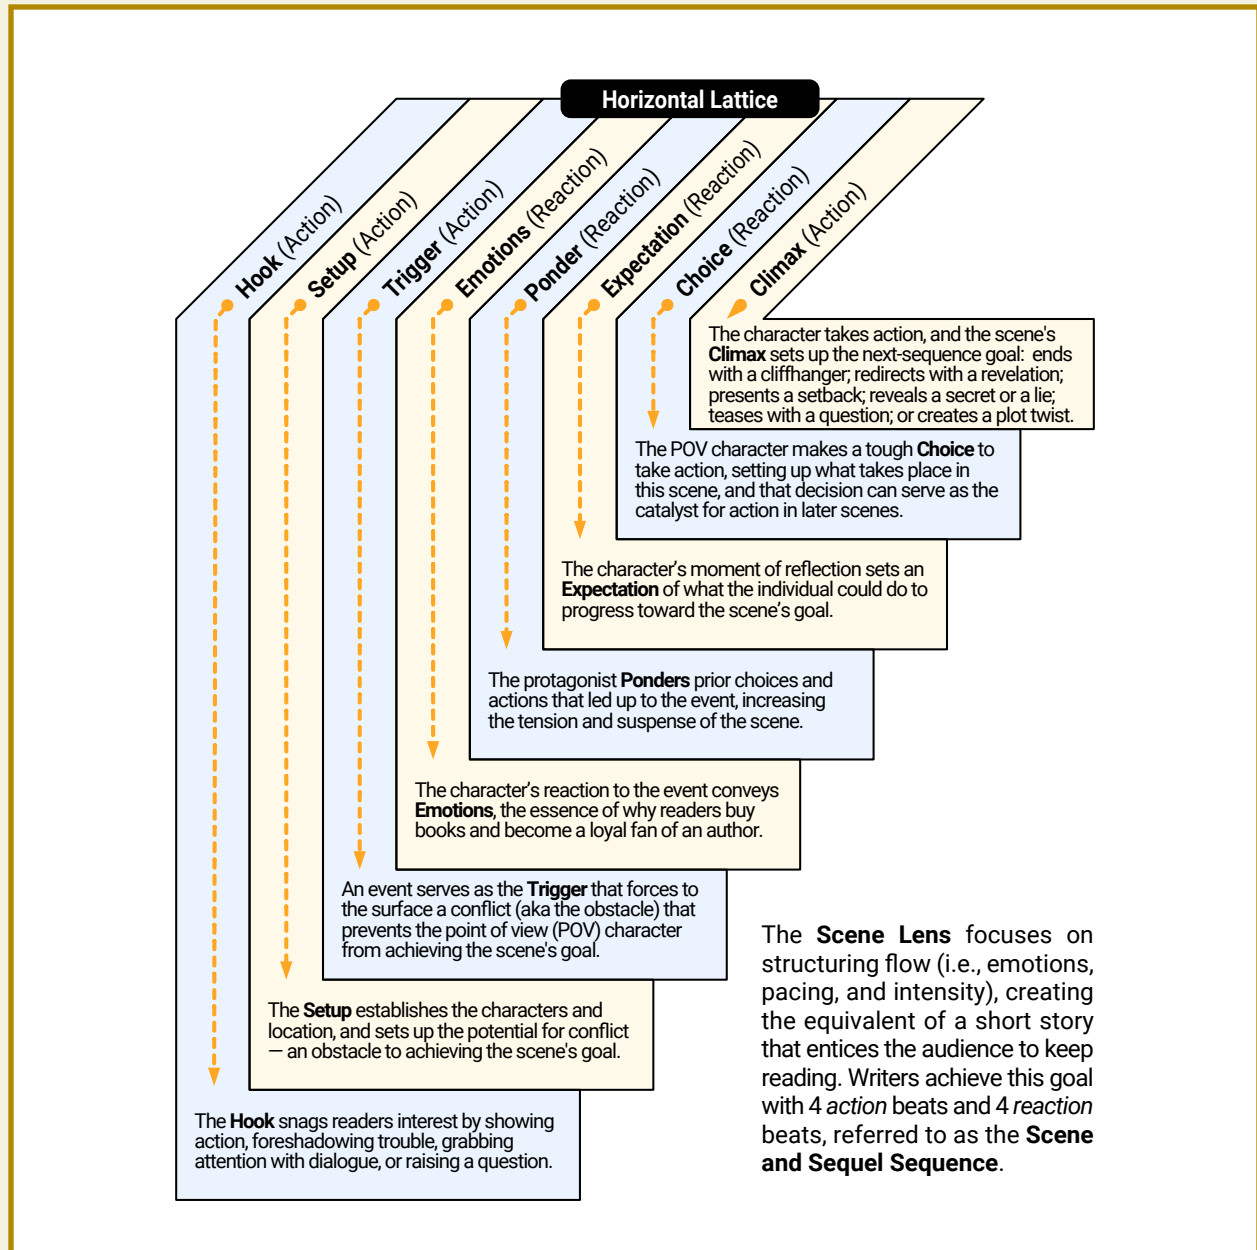 Horizontal Lattice
Hook (Action)
Setup (Action)
Trigger (Action)
Emotions (Reaction)
Ponder (Reaction)
Expectation (Reaction)
Choice (Reaction)
Climax (Action)
The character takes action, and the scene's
Climax sets up the next-sequence goal: ends
with a cliffhanger; redirects with a revelation;
presents a setback; reveals a secret or a lie;
teases with a question; or creates a plot twist.
The POV character makes a tough Choice to
take action, setting up what takes place in
this scene, and that decision can serve as the
catalyst for action in later scenes.
The character’s moment of reflection sets an
Expectation of what the individual could do to
progress toward the scene’s goal.
The protagonist Ponders prior choices and
actions that led up to the event, increasing
the tension and suspense of the scene.
The character’s reaction to the event conveys
Emotions, the essence of why readers buy
books and become a loyal fan of an author.
An event serves as the Trigger that forces to
the surface a conflict (aka the obstacle) that
prevents the point of view (POV) character
from achieving the scene's goal.
The Setup establishes the characters and
location, and sets up the potential for conflict
— an obstacle to achieving the scene's goal.
The Hook snags readers interest by showing
action, foreshadowing trouble, grabbing
attention with dialogue, or raising a question.
The Scene Lens focuses on
structuring flow (i.e., emotions,
pacing, and intensity), creating
the equivalent of a short story
that entices the audience to keep
reading. Writers achieve this goal
with 4 action beats and 4 reaction
beats, referred to as the Scene
and Sequel Sequence.